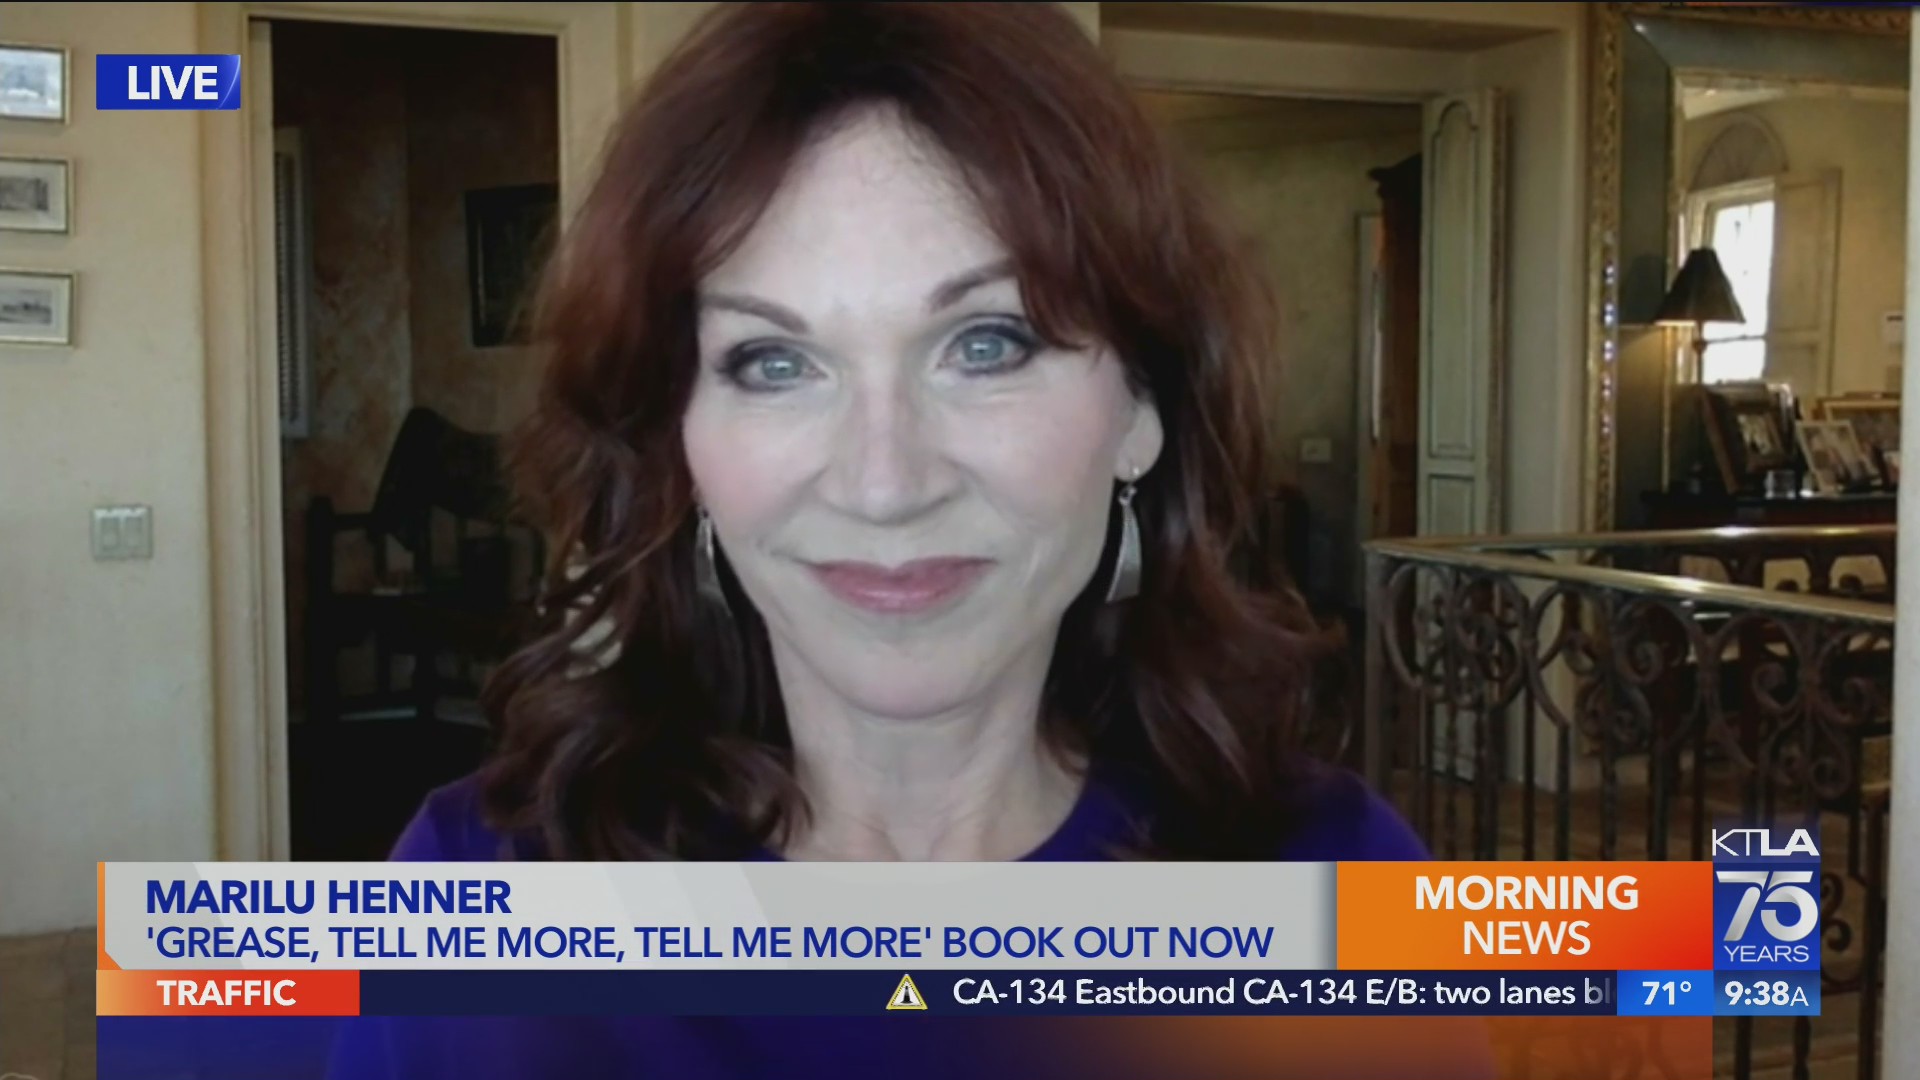 LIVE
MARILU HENNER
'GREASE, TELL ME MORE, TELL ME MORE' BOOK OUT NOW
MORNING
NEWS
KTLA
75
YEARS
TRAFFIC
CA-134 Eastbound CA-134 E/B: two lanes
71°
9:38A